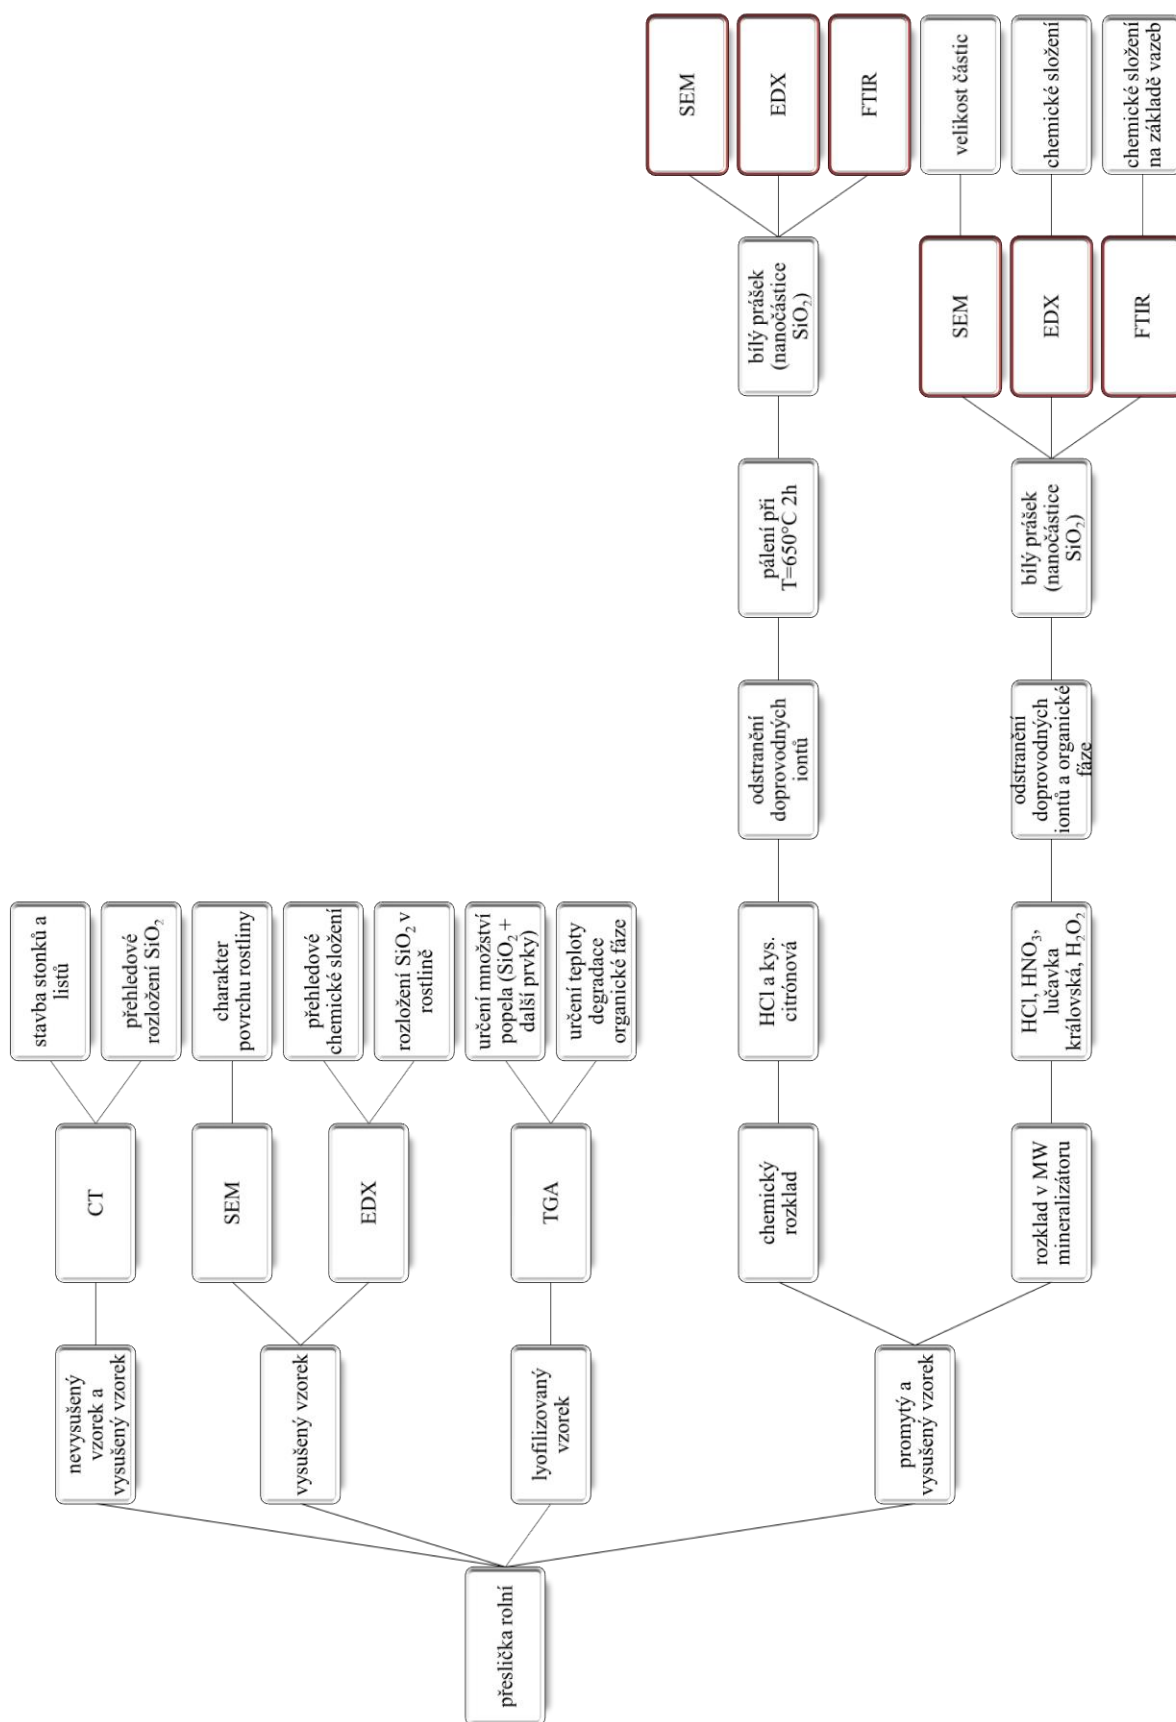 přeslička rolní
nevysušený
vzorek a
vysušený vzorek
CT
stavba stonků a
listů
přehledové
rozložení SiO₂
vysušený vzorek
SEM
charakter
povrchu rostliny
EDX
přehledové
chemické složení
rozložení SiO₂ v
rostlině
lyofilizovaný
vzorek
TGA
určení množství
popela (SiO₂ +
další prvky)
určení teploty
degradace
organické fáze
promytý a
vysušený vzorek
chemický
rozklad
HCl a kys.
citrónová
odstranění
doprovodných
iontů
pálení při
T=650°C 2h
bílý prášek
(nanočástice
SiO₂)
SEM
EDX
FTIR
rozklad v MW
mineralizátoru
HCl, HNO₃,
lučavka
královská, H₂O₂
odstranění
doprovodných
iontů a organické
fáze
bílý prášek
(nanočástice
SiO₂)
SEM
velikost částic
EDX
chemické složení
FTIR
chemické složení
na základě vazeb